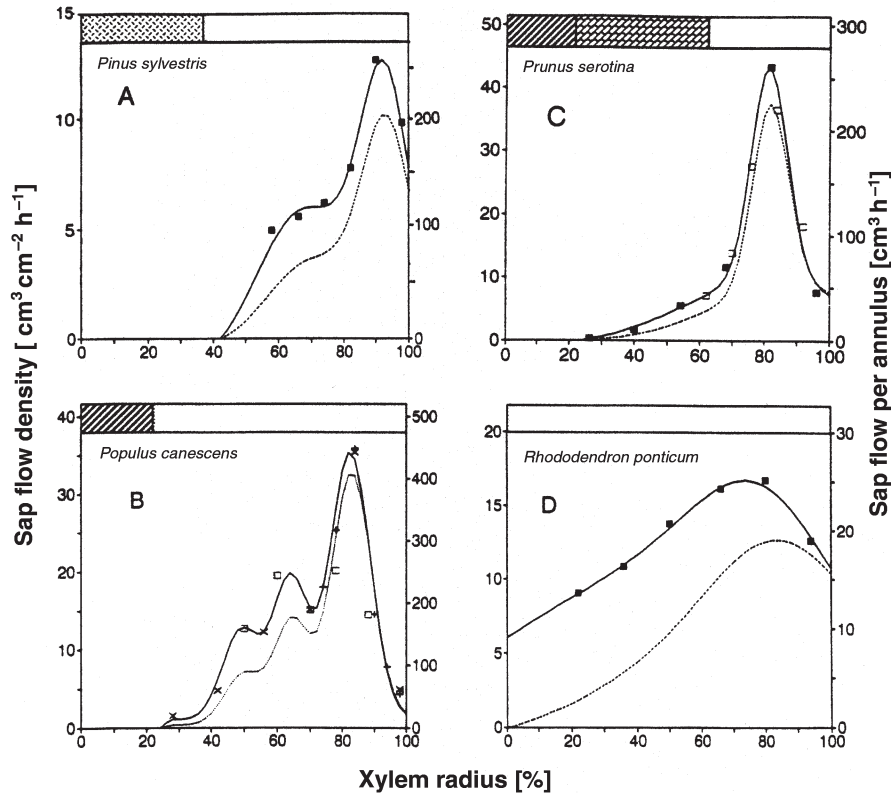 Sap flow density [ cm³ cm⁻² h⁻¹]
Sap flow per annulus [cm³ h⁻¹]
Pinus sylvestris
A
15
10
5
0
200
100
0
0 20 40 60 80 100
Prunus serotina
C
50
40
30
20
10
0
300
200
100
0
0 20 40 60 80 100
Populus canescens
B
40
35
30
20
15
10
0
500
400
300
200
100
0
0 20 40 60 80 100
Rhododendron ponticum
D
20
15
10
5
0
30
20
10
0
0 20 40 60 80 100
Xylem radius [%]